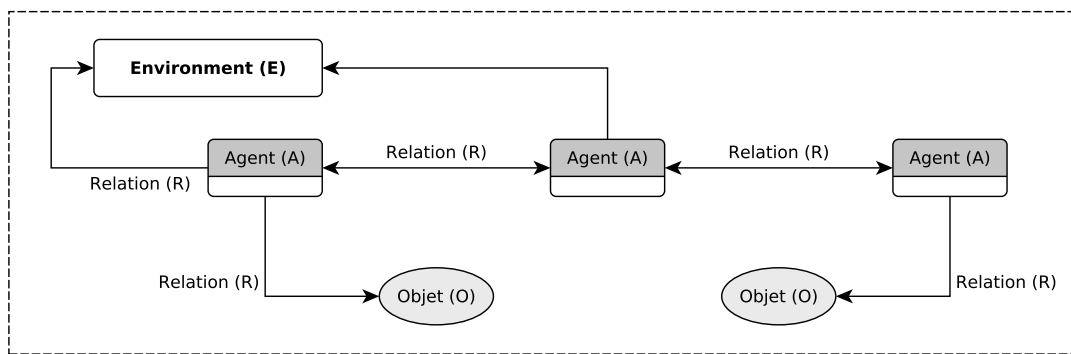 Environment (E)
Agent (A)
Relation (R)
Agent (A)
Relation (R)
Agent (A)
Relation (R)
Relation (R)
Objet (O)
Objet (O)
Relation (R)